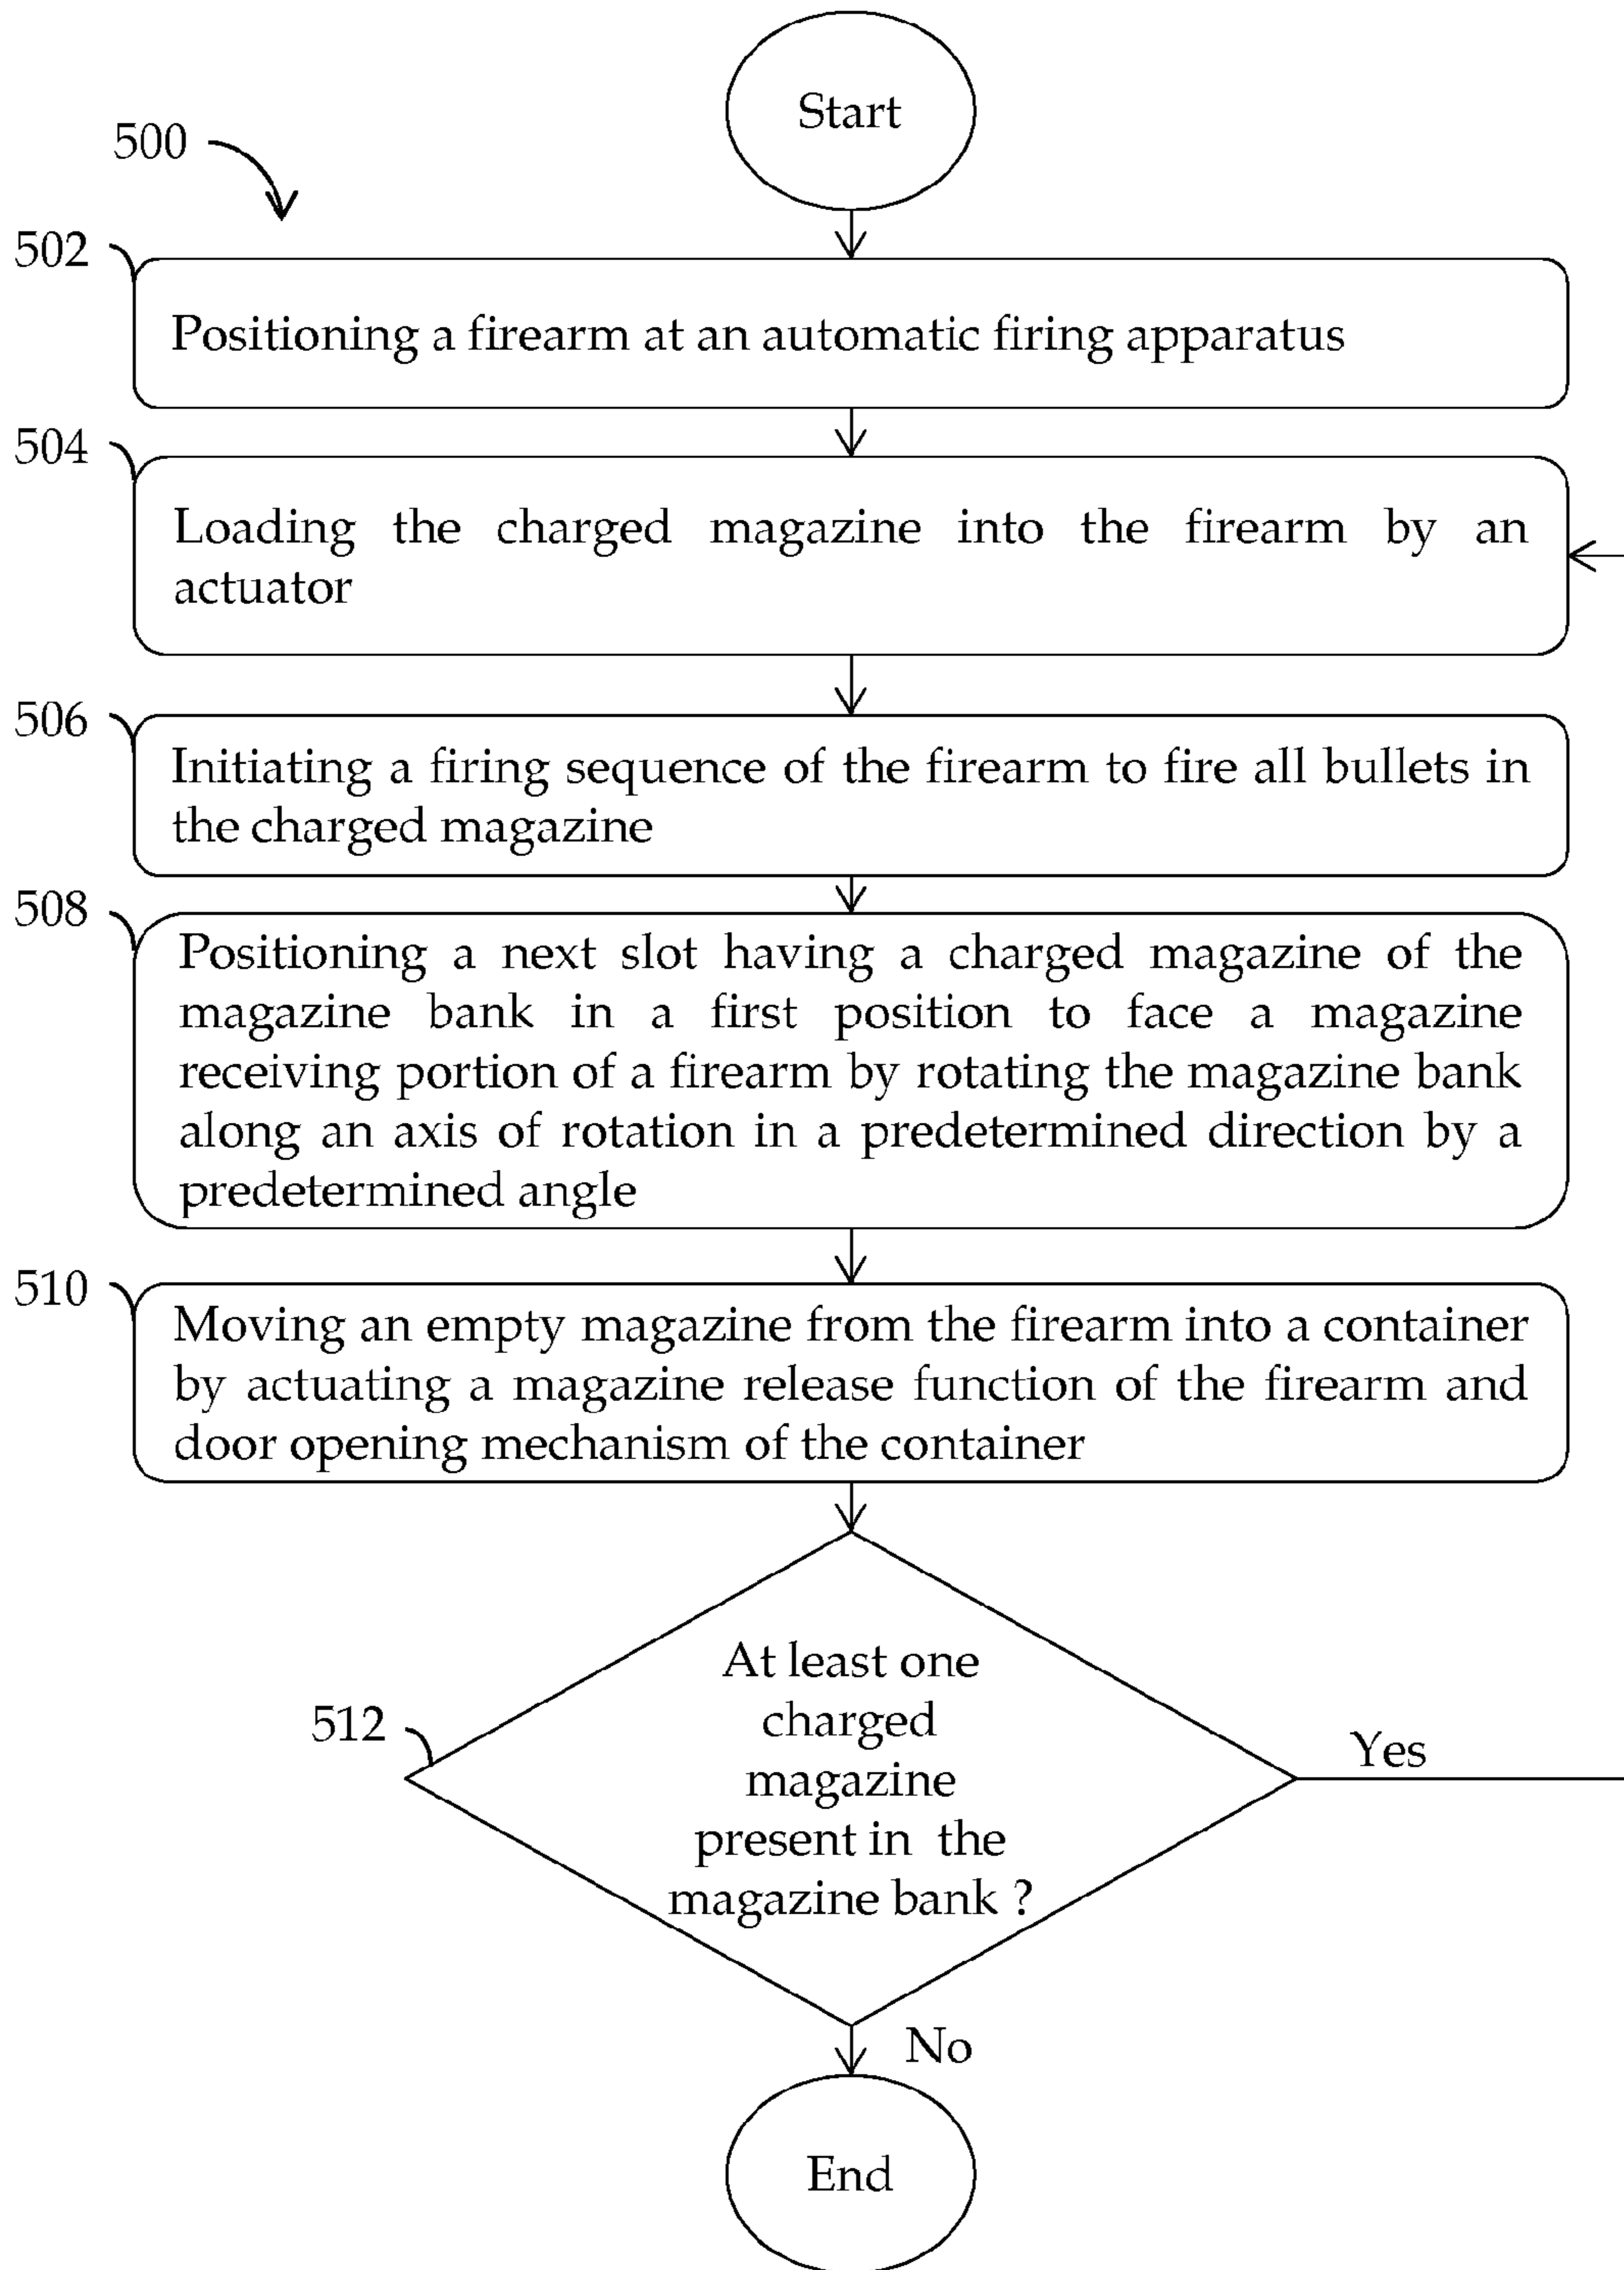 Start
500
502
Positioning a firearm at an automatic firing apparatus
504
Loading the charged magazine into the firearm by an
actuator
506
Initiating a firing sequence of the firearm to fire all bullets in
the charged magazine
508
Positioning a next slot having a charged magazine of the
magazine bank in a first position to face a magazine
receiving portion of a firearm by rotating the magazine bank
along an axis of rotation in a predetermined direction by a
predetermined angle
510
Moving an empty magazine from the firearm into a container
by actuating a magazine release function of the firearm and
door opening mechanism of the container
512
At least one
charged
magazine
present in the
magazine bank ?
Yes
No
End